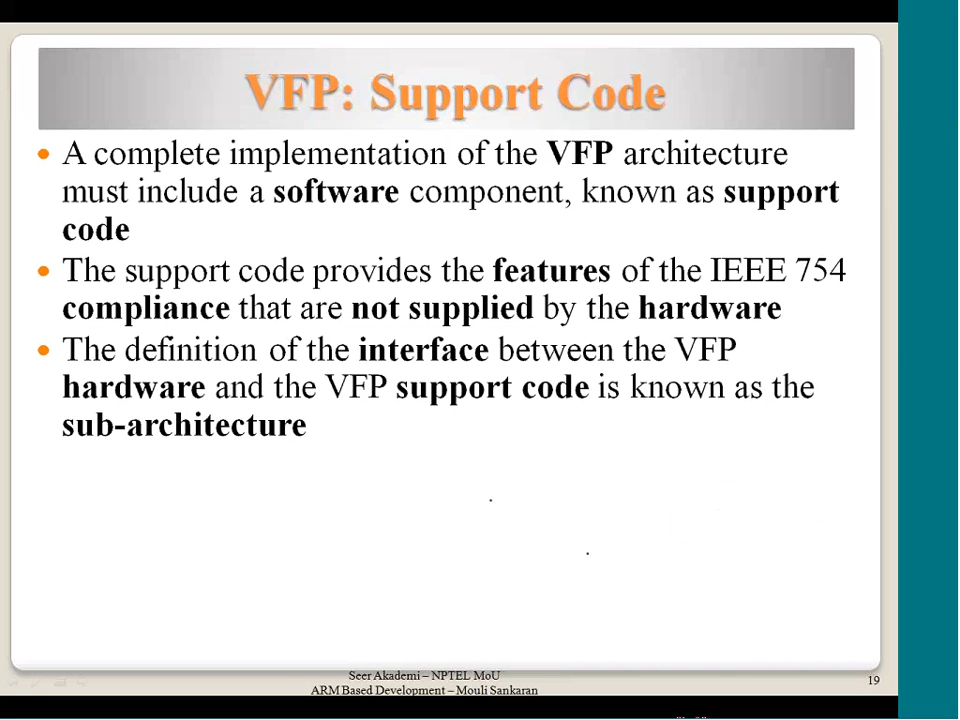 VFP: Support Code
• A complete implementation of the VFP architecture
must include a software component, known as support
code
• The support code provides the features of the IEEE 754
compliance that are not supplied by the hardware
• The definition of the interface between the VFP
hardware and the VFP support code is known as the
sub-architecture
Seer Akademi – NPTEL MoU
ARM Based Development – Mouli Sankaran
19